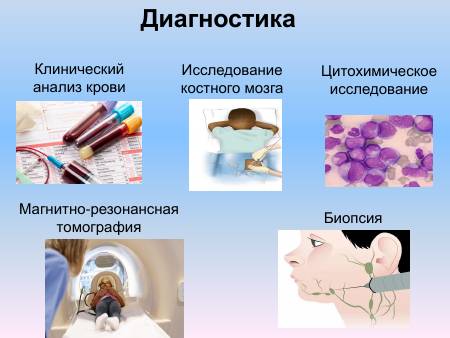 Диагностика
Клинический
анализ крови
Исследование
костного мозга
Цитохимическое
исследование
Магнитно-резонансная
томография
Биопсия